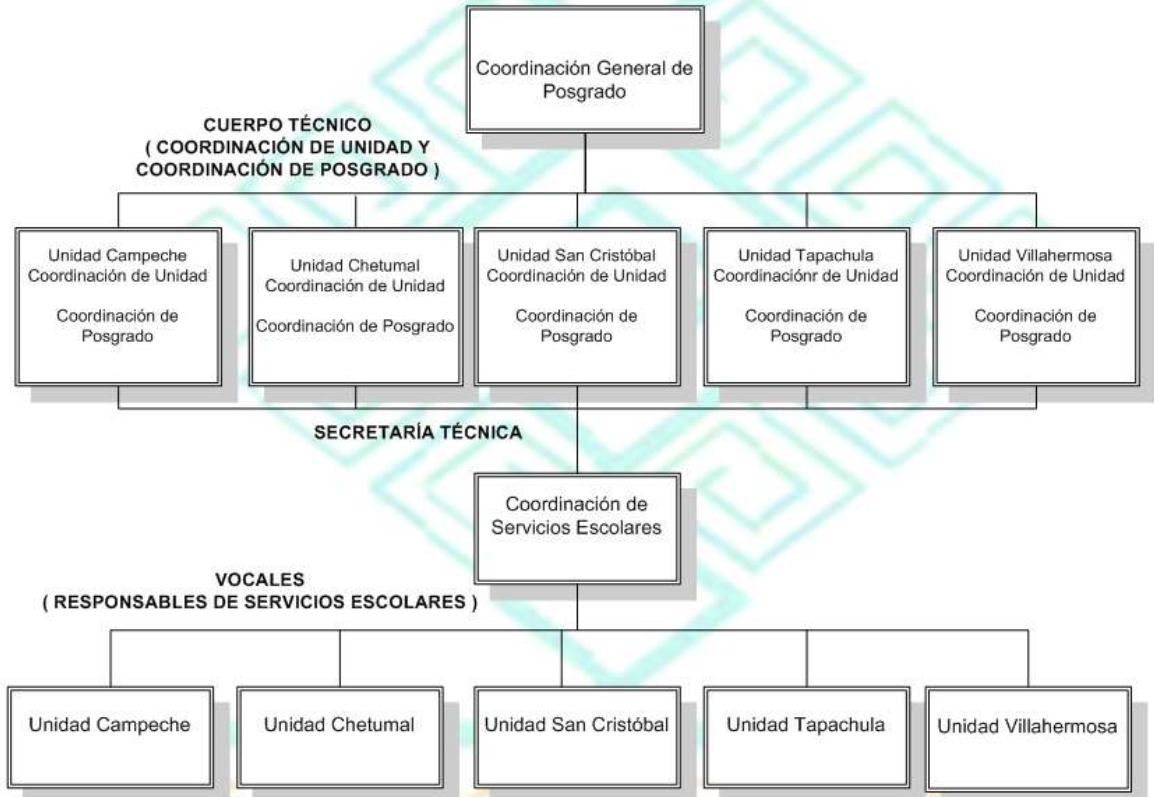 Coordinación General de
Posgrado
CUERPO TÉCNICO
( COORDINACIÓN DE UNIDAD Y
COORDINACIÓN DE POSGRADO )
Unidad Campeche
Coordinación de Unidad
Coordinación de
Posgrado
Unidad Chetumal
Coordinación de Unidad
Coordinación de Posgrado
Unidad San Cristóbal
Coordinación de Unidad
Coordinación de
Posgrado
Unidad Tapachula
Coordinaciónr de Unidad
Coordinación de
Posgrado
Unidad Villahermosa
Coordinación de Unidad
Coordinación de
Posgrado
SECRETARÍA TÉCNICA
Coordinación de
Servicios Escolares
VOCALES
( RESPONSABLES DE SERVICIOS ESCOLARES )
Unidad Campeche
Unidad Chetumal
Unidad San Cristóbal
Unidad Tapachula
Unidad Villahermosa